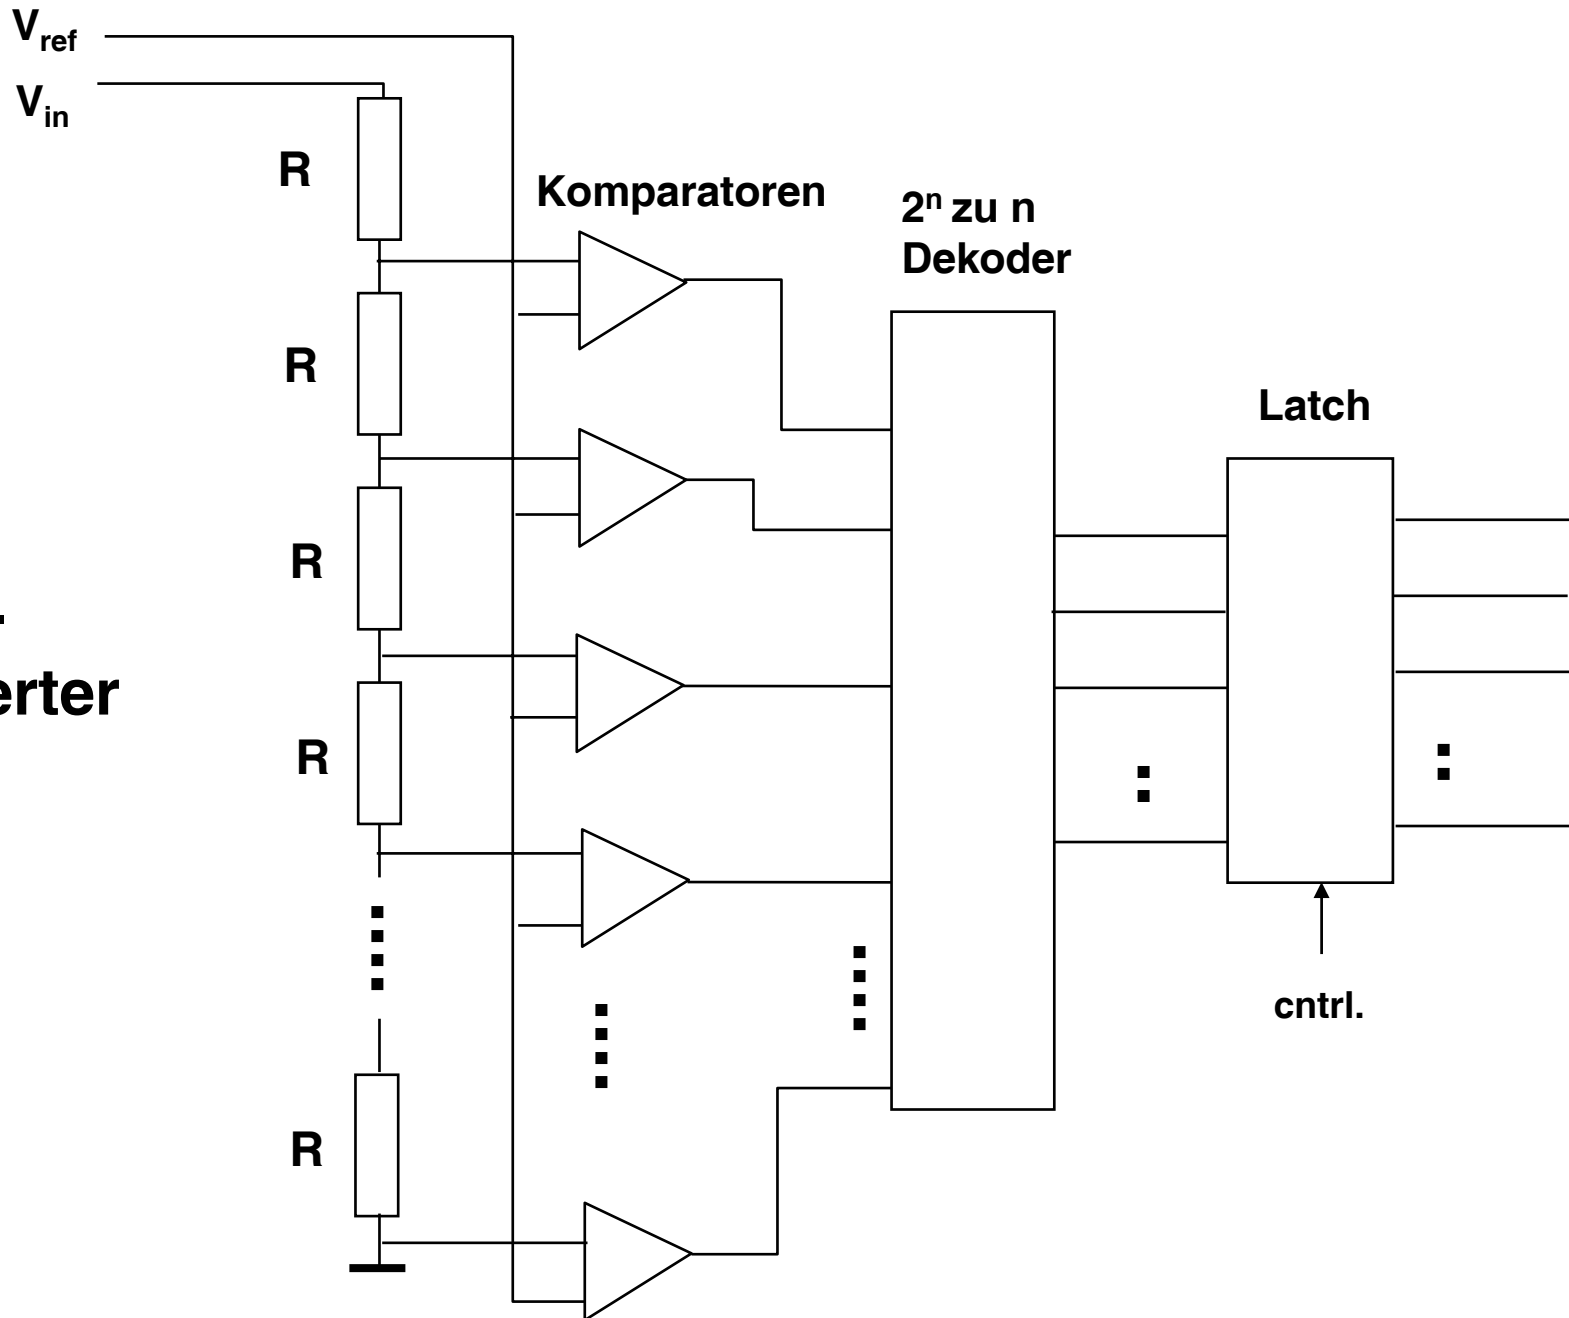 Vref
Vin
R
Komparatoren
2ⁿ zu n
Dekoder
R
Latch
R
erter
R
cntrl.
R